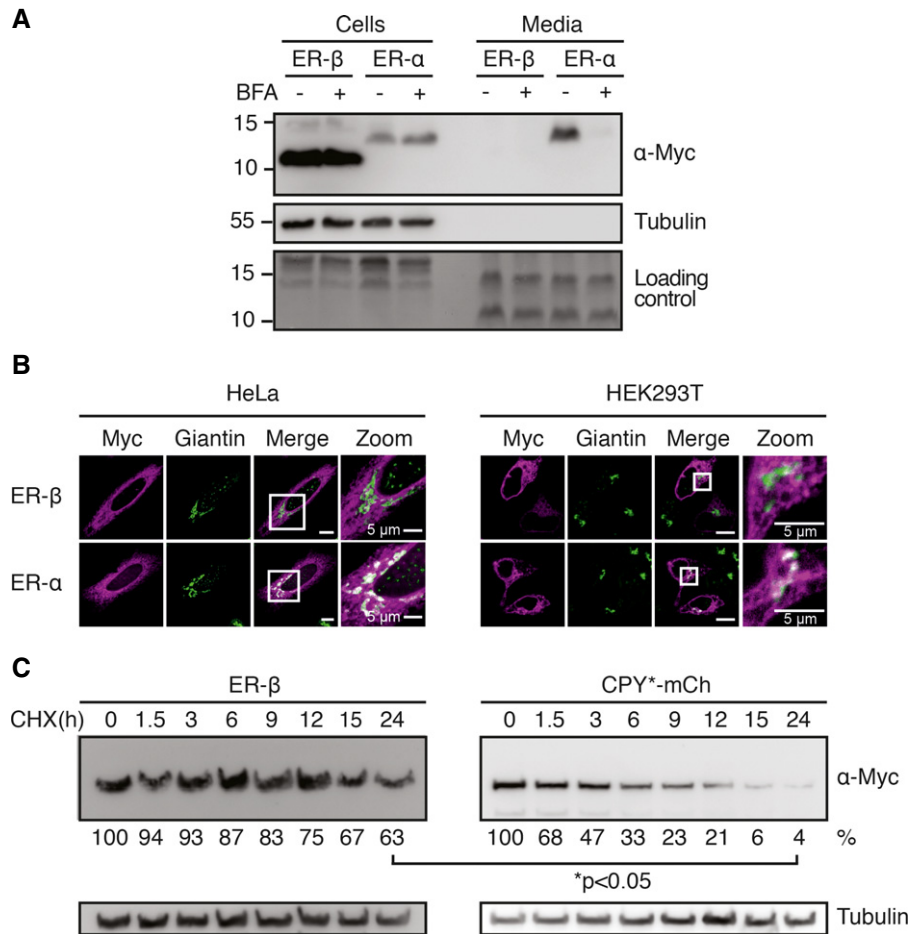 A
Cells Media
ER-β ER-α ER-β ER-α
BFA - + - + - + - +
15
10
α-Myc
55
Tubulin
15
10
Loading
control
B
HeLa HEK293T
Myc Giantin Merge Zoom Myc Giantin Merge Zoom
ER-β
5 µm 5 µm
ER-α
5 µm 5 µm
C
ER-β CPY*-mCh
CHX(h) 0 1.5 3 6 9 12 15 24 0 1.5 3 6 9 12 15 24
α-Myc
100 94 93 87 83 75 67 63 100 68 47 33 23 21 6 4 %
*p<0.05
Tubulin